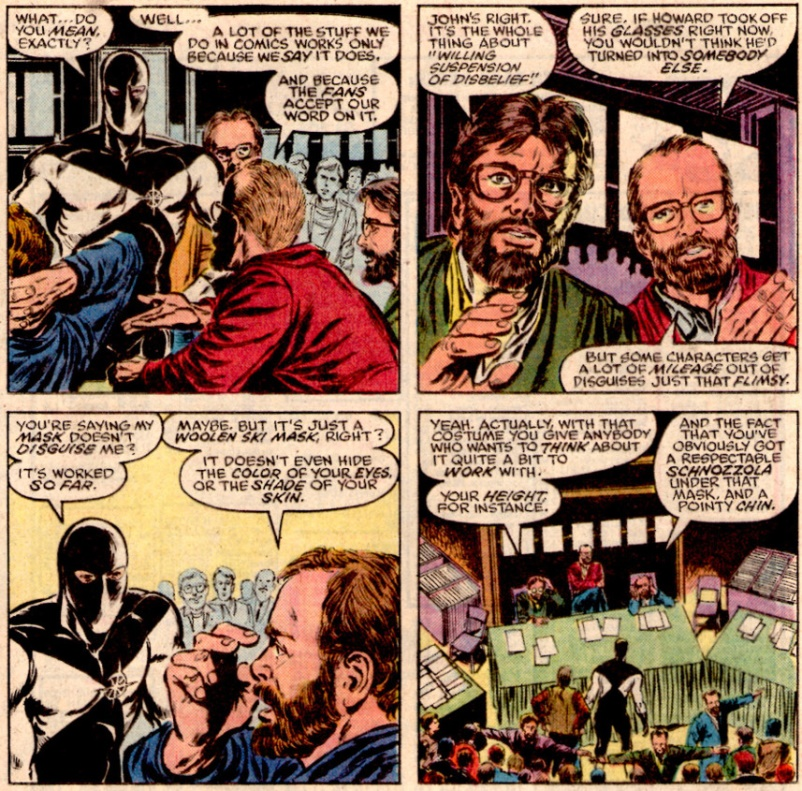 WHAT...DO
YOU MEAN,
EXACTLY?
WELL...
A LOT OF THE STUFF WE
DO IN COMICS WORKS ONLY
BECAUSE WE SAY IT DOES.
AND BECAUSE
THE FANS
ACCEPT OUR
WORD ON IT.
JOHN'S RIGHT.
IT'S THE WHOLE
THING ABOUT
"WILLING
SUSPENSION
OF DISBELIEF."
SURE. IF HOWARD TOOK OFF
HIS GLASSES RIGHT NOW,
YOU WOULDN'T THINK HE'D
TURNED INTO SOMEBODY
ELSE.
BUT SOME CHARACTERS GET
A LOT OF MILEAGE OUT OF
DISGUISES JUST THAT FLIMSY.
YOU'RE SAYING MY
MASK DOESN'T
DISGUISE ME?
IT'S WORKED
SO FAR.
MAYBE. BUT IT'S JUST A
WOOLEN SKI MASK, RIGHT?
IT DOESN'T EVEN HIDE
THE COLOR OF YOUR EYES,
OR THE SHADE OF YOUR
SKIN.
YEAH. ACTUALLY, WITH THAT
COSTUME YOU GIVE ANYBODY
WHO WANTS TO THINK ABOUT
IT QUITE A BIT TO
WORK WITH.
YOUR HEIGHT,
FOR INSTANCE.
AND THE FACT
THAT YOU'VE
OBVIOUSLY GOT
A RESPECTABLE
SCHNOZZOLA
UNDER THAT
MASK, AND A
POINTY CHIN.